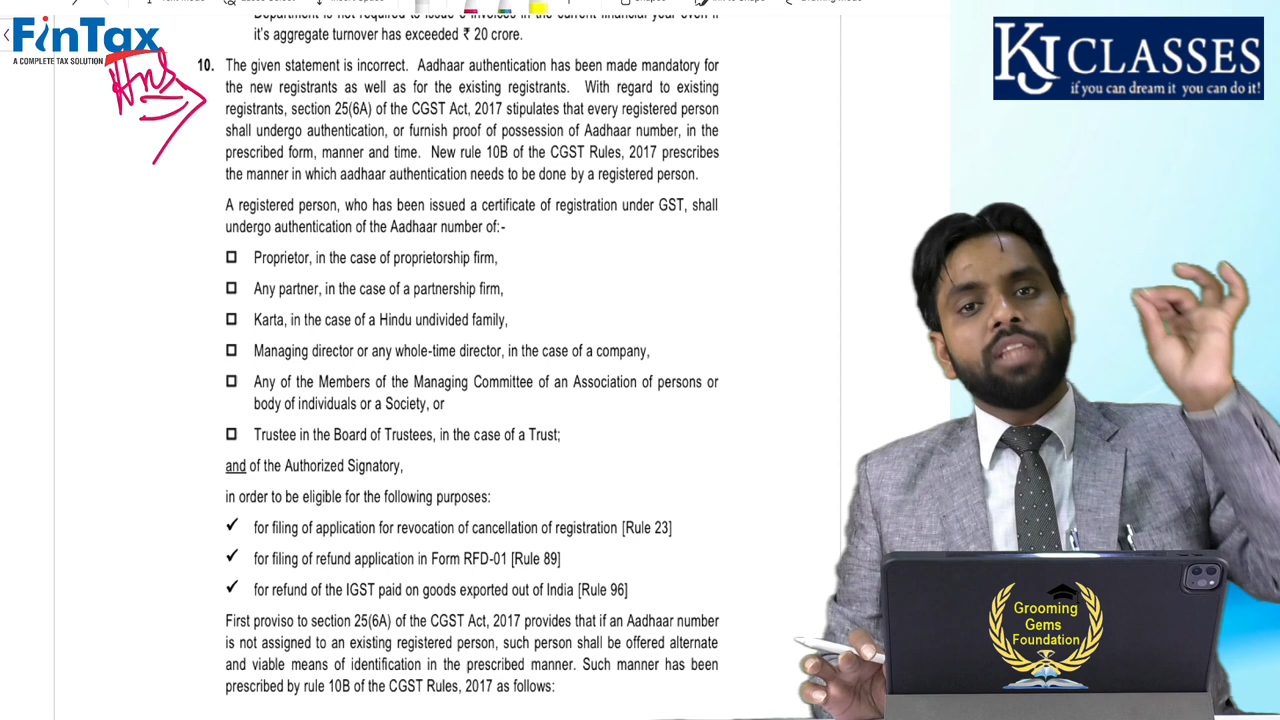 Department is not required to issue e-invoices in the current financial year even if
it's aggregate turnover has exceeded ₹ 20 crore.
FinTax
A COMPLETE TAX SOLUTION
Ans
KJ CLASSES
if you can dream it you can do it!
10. The given statement is incorrect. Aadhaar authentication has been made mandatory for
the new registrants as well as for the existing registrants. With regard to existing
registrants, section 25(6A) of the CGST Act, 2017 stipulates that every registered person
shall undergo authentication, or furnish proof of possession of Aadhaar number, in the
prescribed form, manner and time. New rule 10B of the CGST Rules, 2017 prescribes
the manner in which aadhaar authentication needs to be done by a registered person.
A registered person, who has been issued a certificate of registration under GST, shall
undergo authentication of the Aadhaar number of:-
Proprietor, in the case of proprietorship firm,
Any partner, in the case of a partnership firm,
Karta, in the case of a Hindu undivided family,
Managing director or any whole-time director, in the case of a company,
Any of the Members of the Managing Committee of an Association of persons or
body of individuals or a Society, or
Trustee in the Board of Trustees, in the case of a Trust;
and of the Authorized Signatory,
in order to be eligible for the following purposes:
✓ for filing of application for revocation of cancellation of registration [Rule 23]
✓ for filing of refund application in Form RFD-01 [Rule 89]
✓ for refund of the IGST paid on goods exported out of India [Rule 96]
First proviso to section 25(6A) of the CGST Act, 2017 provides that if an Aadhaar number
is not assigned to an existing registered person, such person shall be offered alternate
and viable means of identification in the prescribed manner. Such manner has been
prescribed by rule 10B of the CGST Rules, 2017 as follows:
Grooming
Gems
Foundation